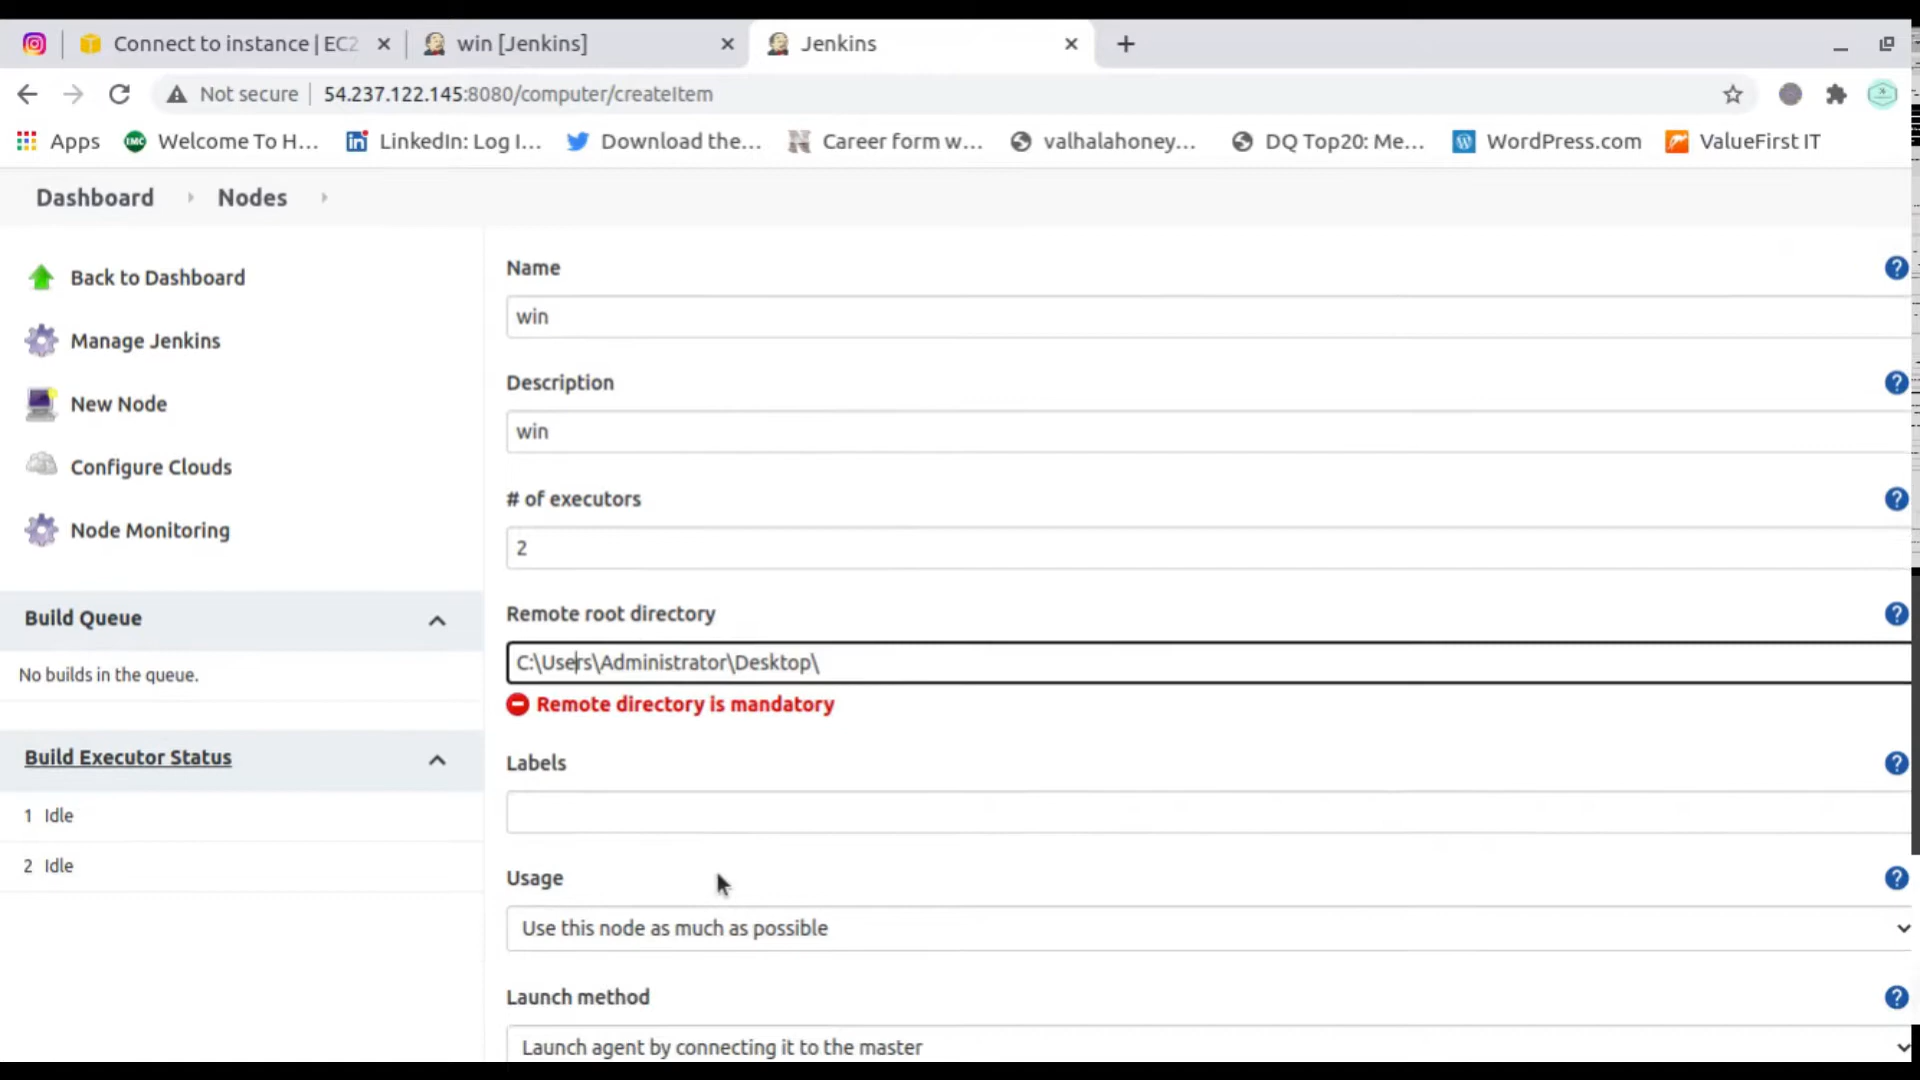 Connect to instance | EC2
win [Jenkins]
Jenkins
Not secure
54.237.122.145:8080/computer/createItem
Apps
IMC
Welcome To H...
LinkedIn: Log I...
Download the...
Career form w...
valhalahoney...
DQ Top20: Me...
WordPress.com
ValueFirst IT
Dashboard
Nodes
Back to Dashboard
Manage Jenkins
New Node
Configure Clouds
Node Monitoring
Build Queue
No builds in the queue.
Build Executor Status
1 Idle
2 Idle
Name
win
Description
win
# of executors
2
Remote root directory
C:\Users\Administrator\Desktop\
Remote directory is mandatory
Labels
Usage
Use this node as much as possible
Launch method
Launch agent by connecting it to the master